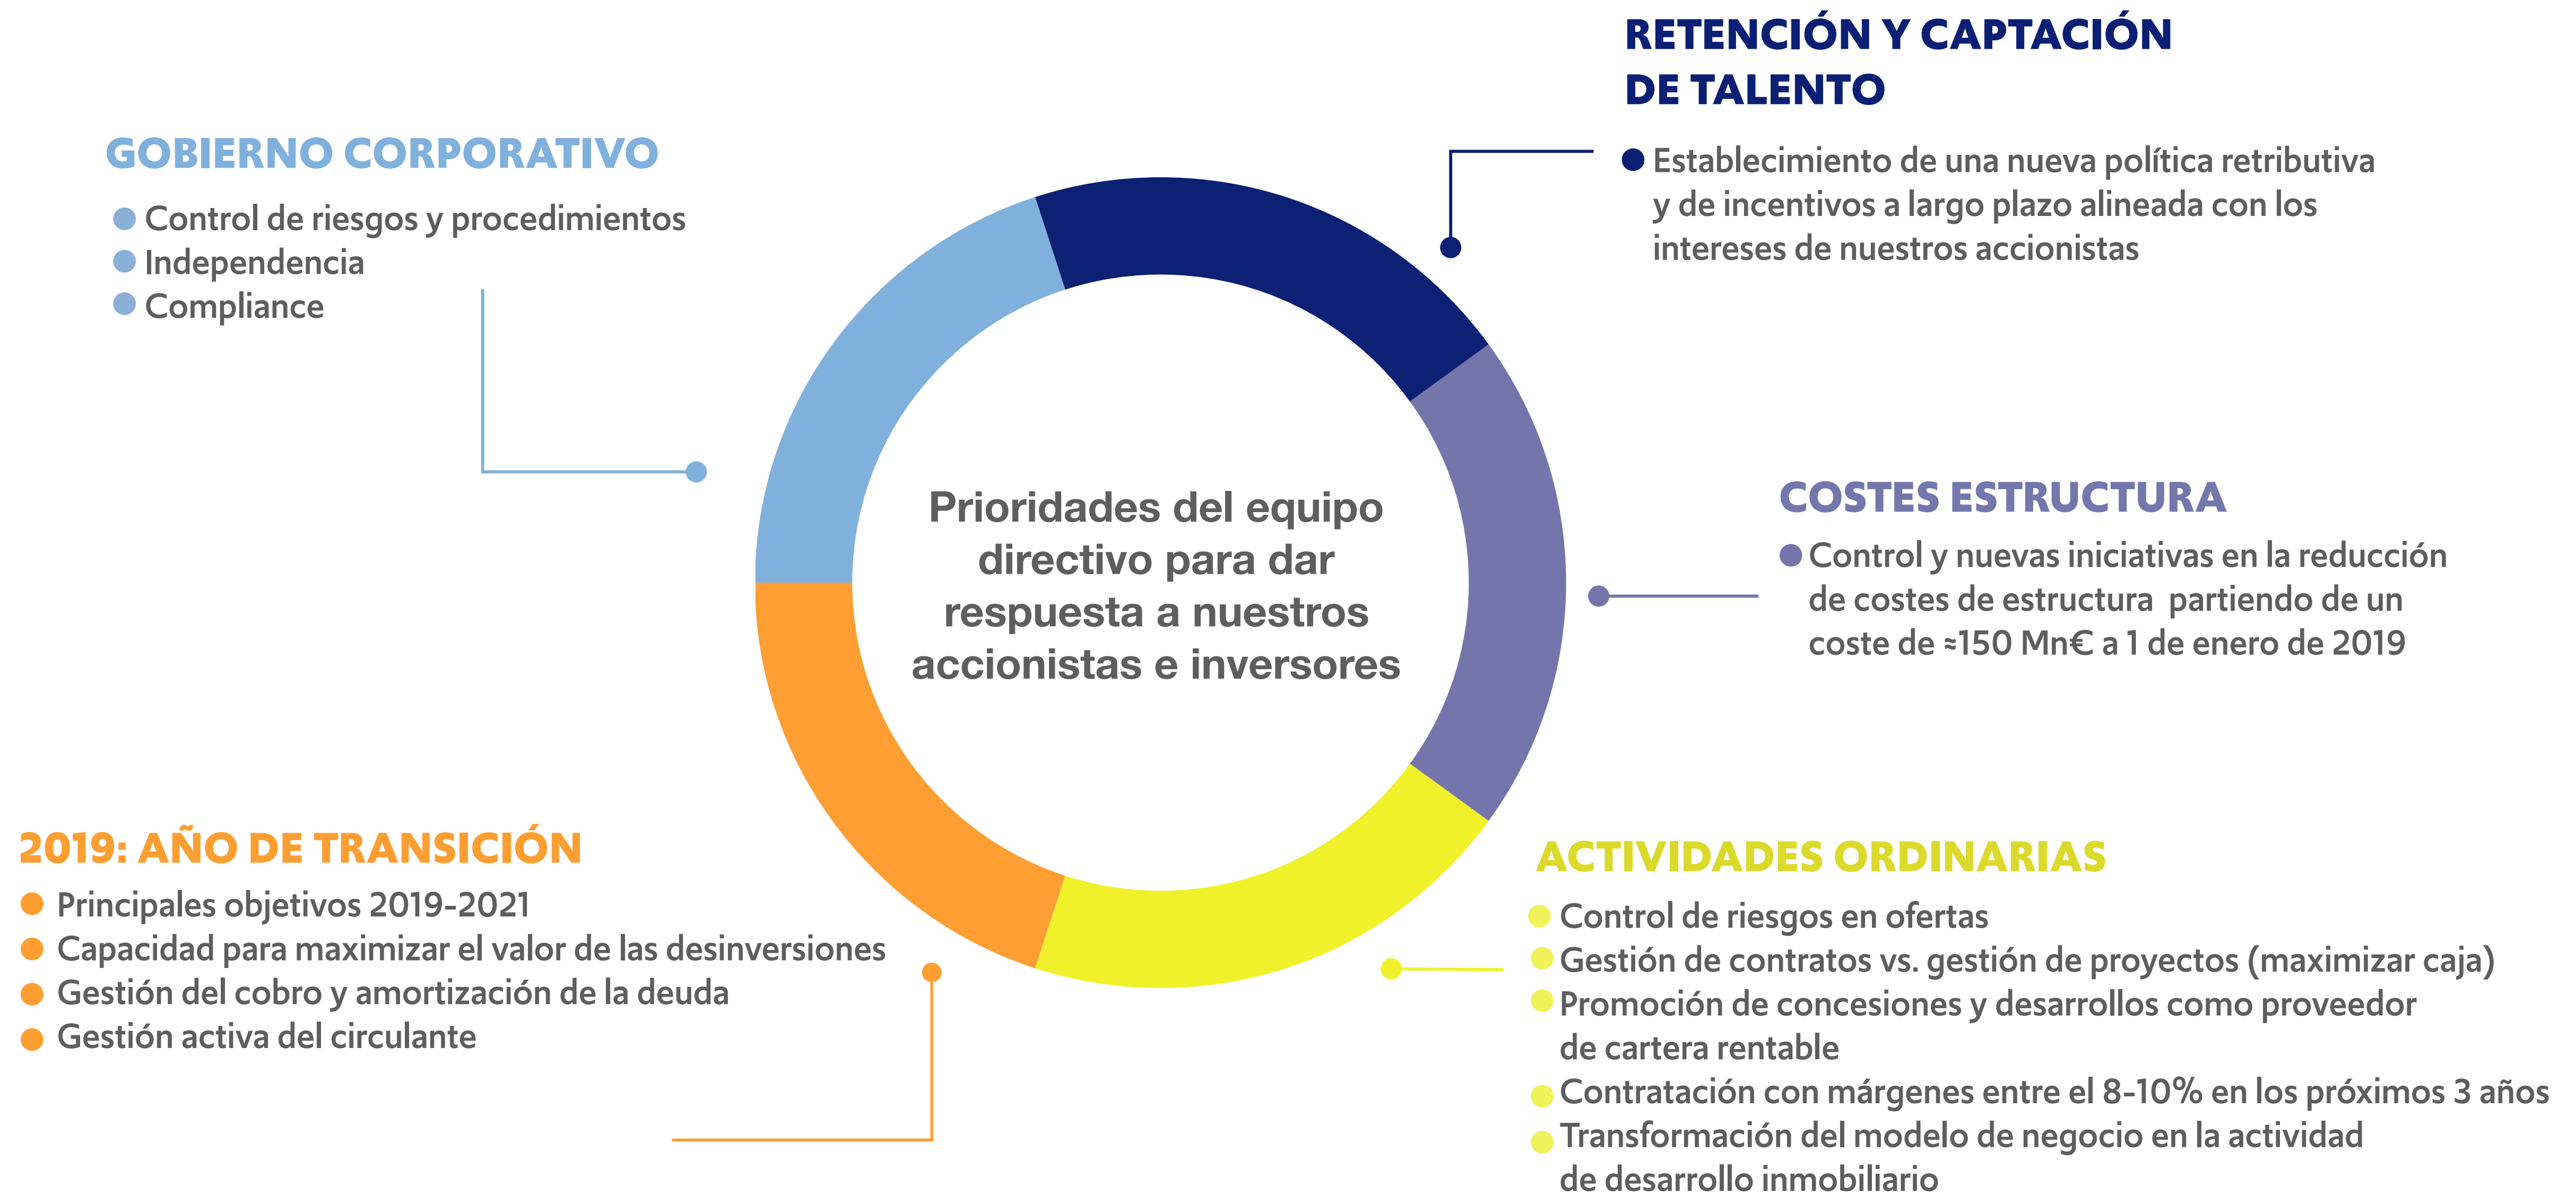 RETENCIÓN Y CAPTACIÓN
DE TALENTO
Establecimiento de una nueva política retributiva
y de incentivos a largo plazo alineada con los
intereses de nuestros accionistas
GOBIERNO CORPORATIVO
Control de riesgos y procedimientos
Independencia
Compliance
Prioridades del equipo
directivo para dar
respuesta a nuestros
accionistas e inversores
COSTES ESTRUCTURA
Control y nuevas iniciativas en la reducción
de costes de estructura partiendo de un
coste de ≈150 Mn€ a 1 de enero de 2019
2019: AÑO DE TRANSICIÓN
Principales objetivos 2019-2021
Capacidad para maximizar el valor de las desinversiones
Gestión del cobro y amortización de la deuda
Gestión activa del circulante
ACTIVIDADES ORDINARIAS
Control de riesgos en ofertas
Gestión de contratos vs. gestión de proyectos (maximizar caja)
Promoción de concesiones y desarrollos como proveedor
de cartera rentable
Contratación con márgenes entre el 8-10% en los próximos 3 años
Transformación del modelo de negocio en la actividad
de desarrollo inmobiliario